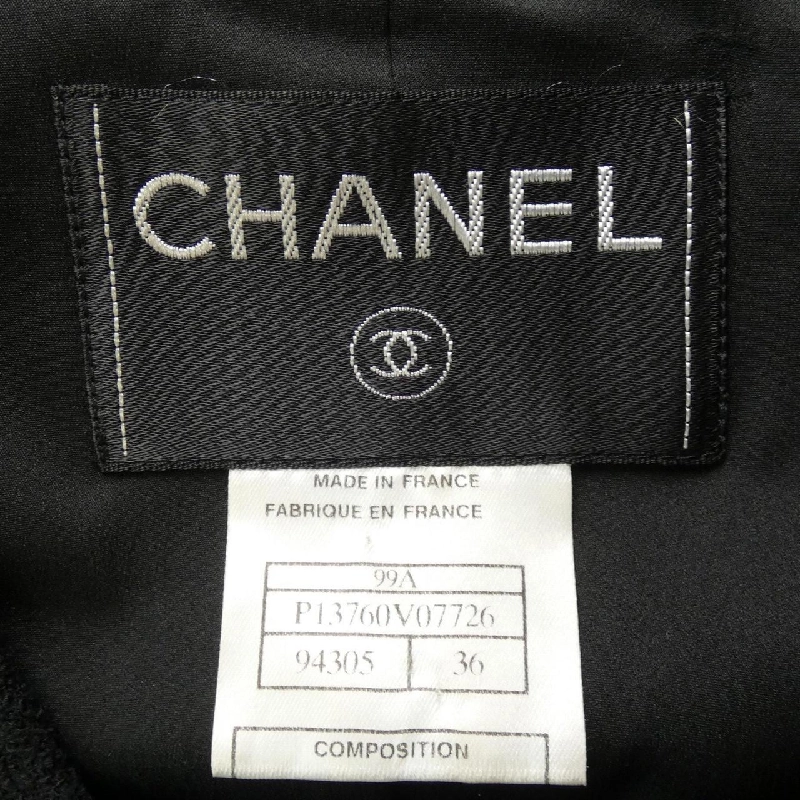 CHANEL
MADE IN FRANCE
FABRIQUE EN FRANCE
99A
P13760V07726
94305 36
COMPOSITION